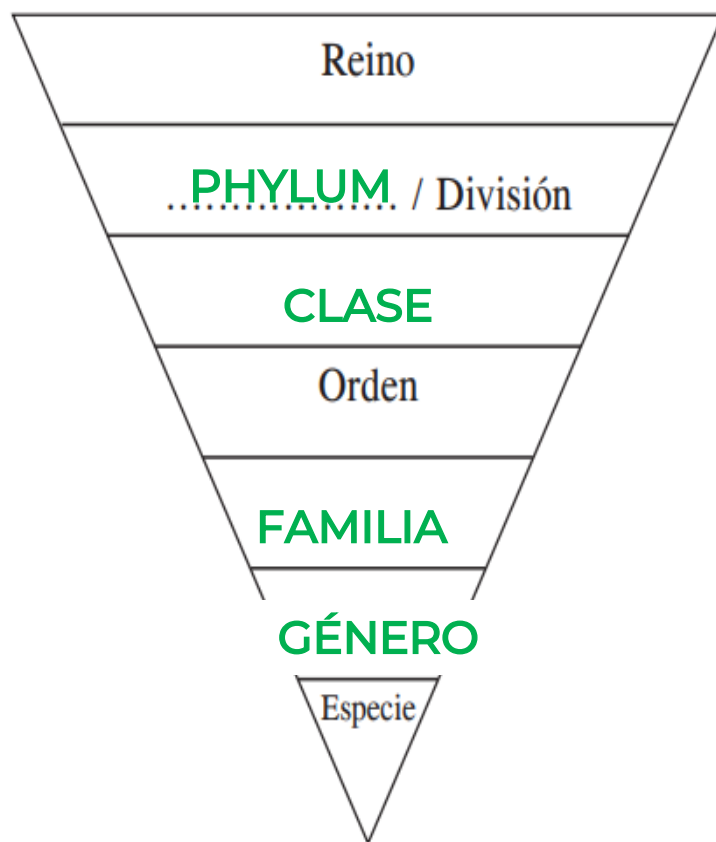 Reino
PHYLUM ................... / División
CLASE
Orden
FAMILIA
GÉNERO
Especie